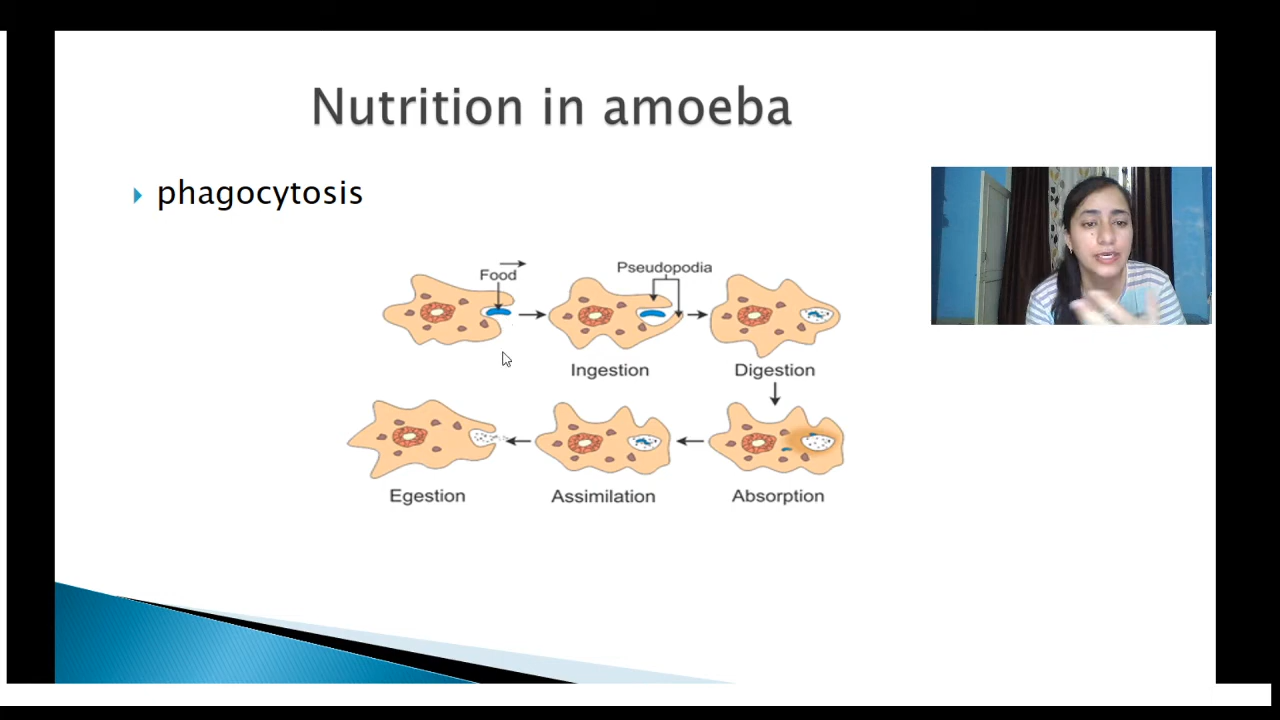 Nutrition in amoeba
phagocytosis
Food
Pseudopodia
Ingestion
Digestion
Egestion
Assimilation
Absorption